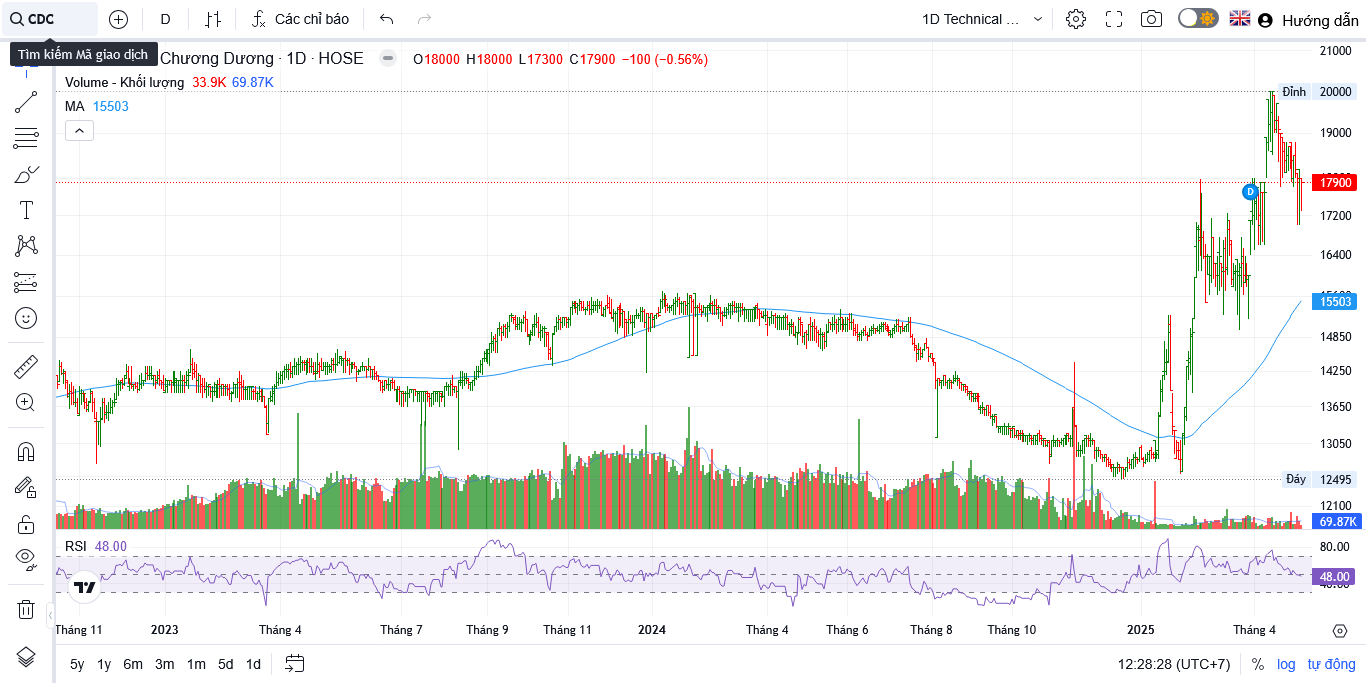 CDC
D
Các chỉ báo
1D Technical ...
Hướng dẫn
Tìm kiếm Mã giao dịch
Chương Dương · 1D · HOSE
O18000 H18000 L17300 C17900 −100 (−0.56%)
Volume - Khối lượng 33.9K 69.87K
MA 15503
21000
Đỉnh 20000
19000
17900
D
17200
16400
15503
14850
14250
13650
13050
Đáy 12495
12100
69.87K
RSI 48.00
80.00
48.00
Tháng 11 2023 Tháng 4 Tháng 7 Tháng 9 Tháng 11 2024 Tháng 4 Tháng 6 Tháng 8 Tháng 10 2025 Tháng 4
5y 1y 6m 3m 1m 5d 1d
12:28:28 (UTC+7) % log tự động